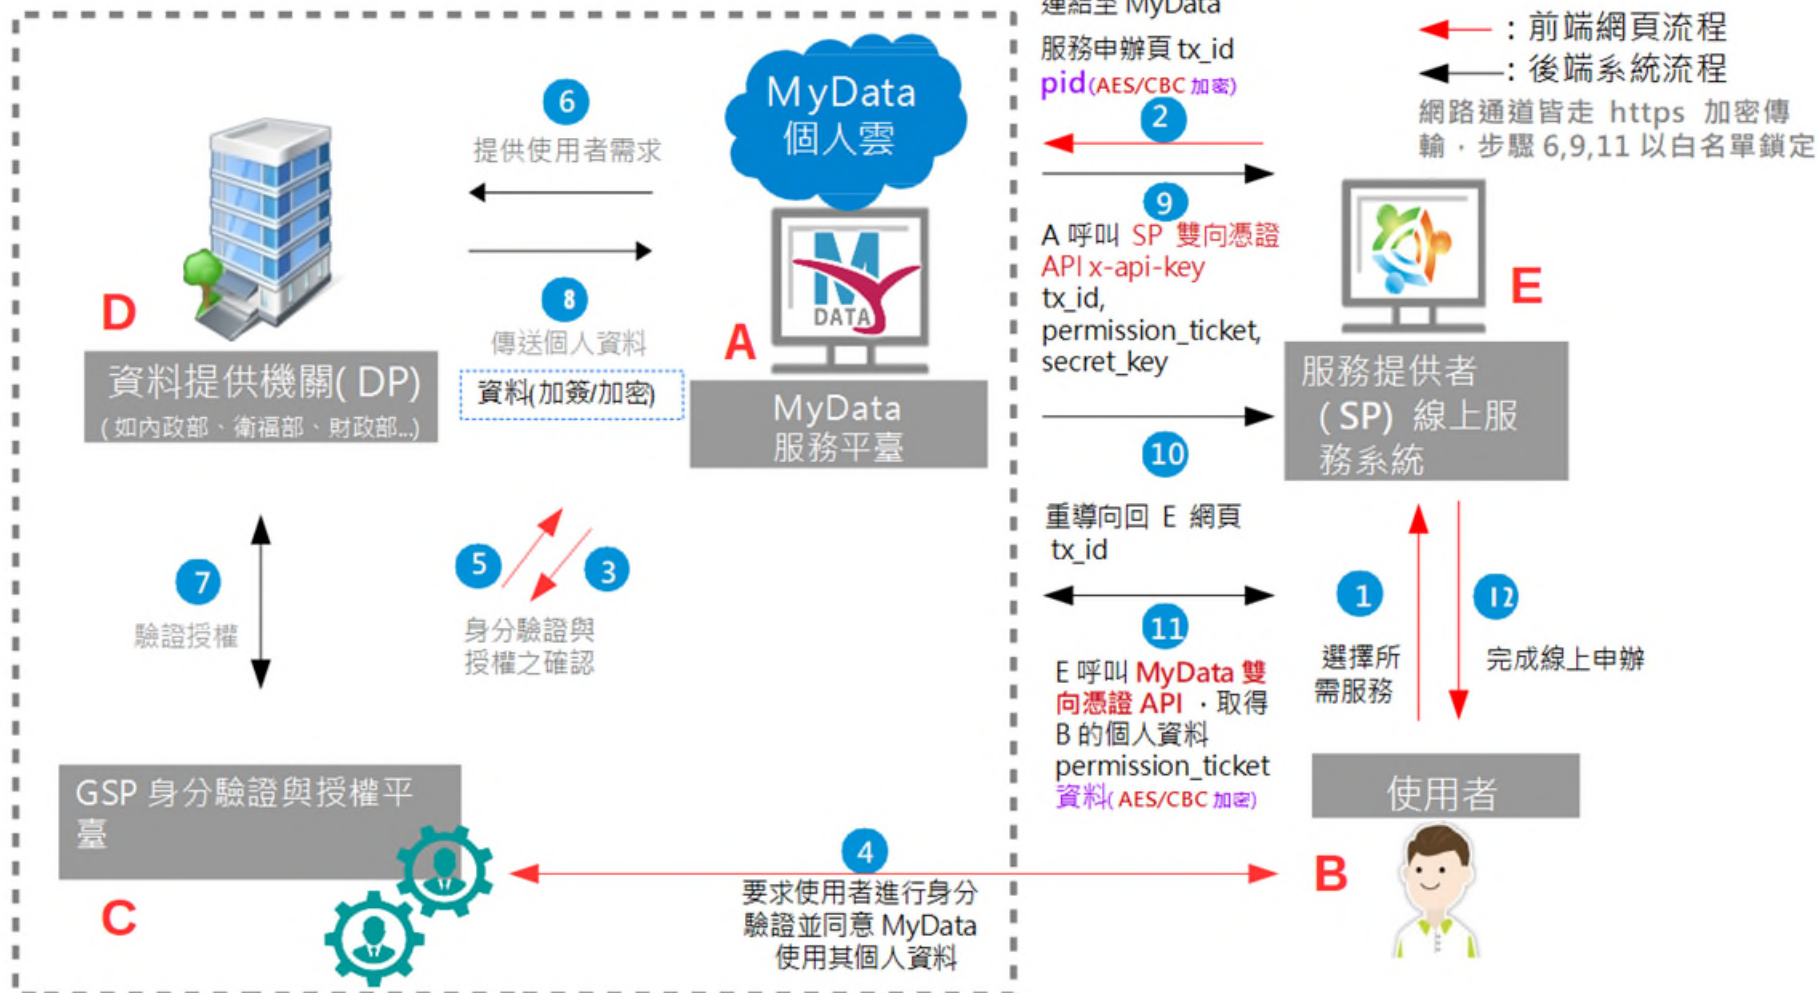 連結至 MyData
服務申辦頁 tx_id
pid(AES/CBC 加密)
2
: 前端網頁流程
: 後端系統流程
網路通道皆走 https 加密傳
輸，步驟 6,9,11 以白名單鎖定
6
提供使用者需求
MyData
個人雲
9
A 呼叫 SP 雙向憑證
API x-api-key
tx_id,
permission_ticket,
secret_key
E
D
8
傳送個人資料
資料(加簽/加密)
A
M
DATA
資料提供機關( DP)
(如內政部、衛福部、財政部...)
MyData
服務平臺
服務提供者
( SP) 線上服
務系統
10
重導向回 E 網頁
tx_id
7
驗證授權
5
3
身分驗證與
授權之確認
11
E 呼叫 MyData 雙
向憑證 API ，取得
B 的個人資料
permission_ticket
資料( AES/CBC 加密)
1
選擇所
需服務
12
完成線上申辦
GSP 身分驗證與授權平
臺
C
4
要求使用者進行身分
驗證並同意 MyData
使用其個人資料
使用者
B